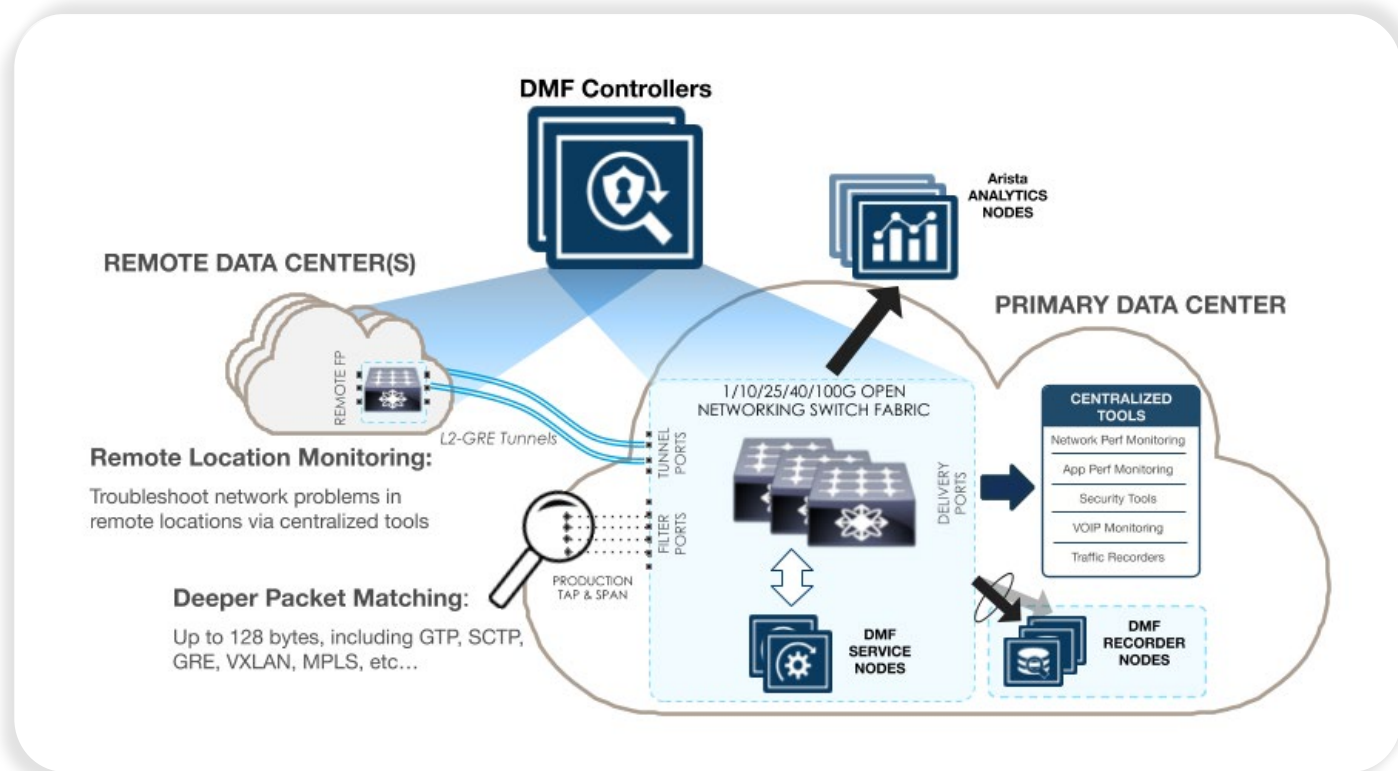 DMF Controllers
Arista
ANALYTICS
NODES
REMOTE DATA CENTER(S)
PRIMARY DATA CENTER
REMOTE FP
L2-GRE Tunnels
1/10/25/40/100G OPEN
NETWORKING SWITCH FABRIC
TUNNEL
PORTS
FILTER
PORTS
DELIVERY
PORTS
CENTRALIZED
TOOLS
Network Perf Monitoring
App Perf Monitoring
Security Tools
VOIP Monitoring
Traffic Recorders
Remote Location Monitoring:
Troubleshoot network problems in
remote locations via centralized tools
PRODUCTION
TAP & SPAN
Deeper Packet Matching:
Up to 128 bytes, including GTP, SCTP,
GRE, VXLAN, MPLS, etc...
DMF
SERVICE
NODES
DMF
RECORDER
NODES